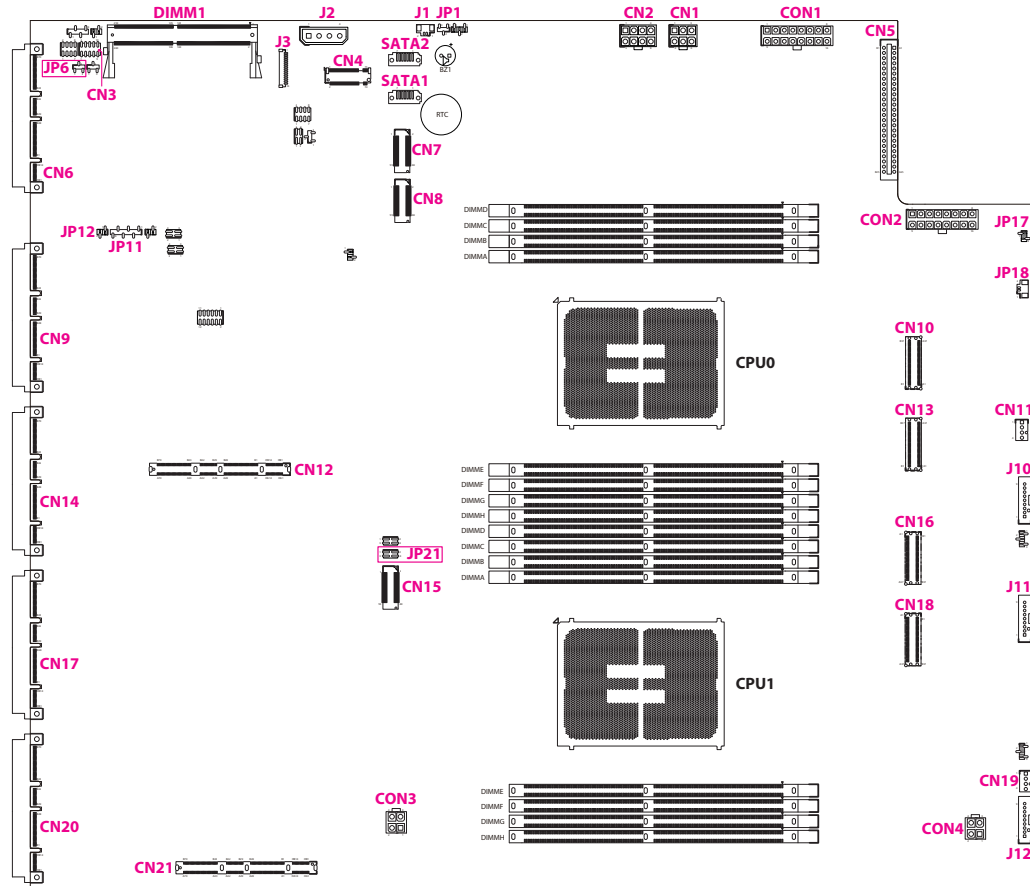 DIMM1
J2
J1 JP1
CN2 CN1
CON1
J3
SATA2
CN5
CN4
BZ1
JP6
CN3
SATA1
RTC
CN7
CN6
CN8
DIMMD
DIMMC
DIMMB
DIMMA
CON2
JP17
JP12
JP11
JP18
CN9
CN10
CPU0
CN13
CN11
DIMME
DIMMF
DIMMG
DIMMH
DIMMD
DIMMC
DIMMB
DIMMA
CN12
J10
CN14
CN16
JP21
CN15
J11
CN18
CN17
CPU1
CN19
DIMME
DIMMF
DIMMG
DIMMH
CON3
CN20
CON4
J12
CN21